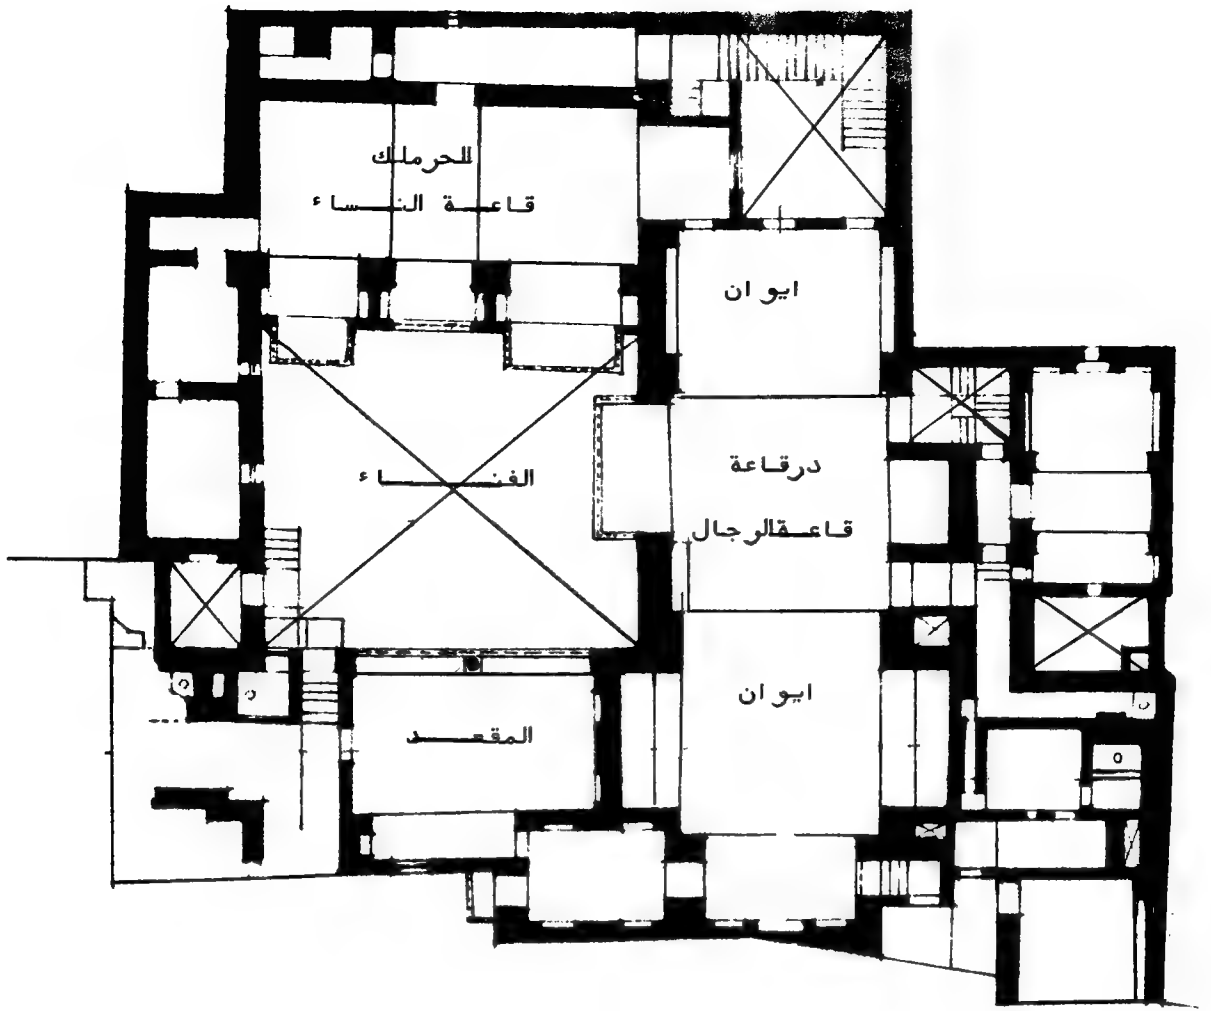 الحرملك
قاعة النساء
ايوان
درقاعة
قاعة الرجال
الفناء
ايوان
المقعد